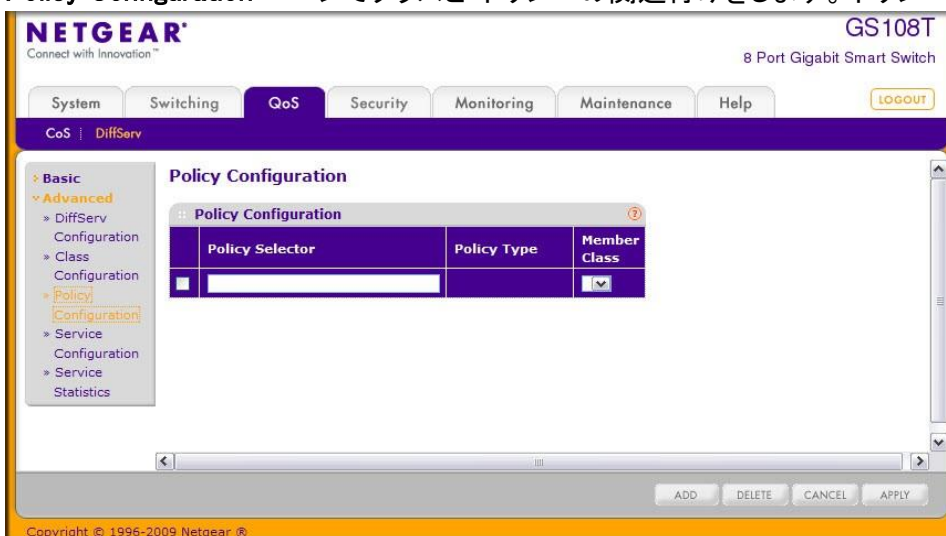 NETGEAR®
Connect with Innovation™
GS108T
8 Port Gigabit Smart Switch
System Switching QoS Security Monitoring Maintenance Help LOGOUT
CoS | DiffServ
Basic
Advanced
» DiffServ
Configuration
» Class
Configuration
» Policy
Configuration
» Service
Configuration
» Service
Statistics
Policy Configuration
Policy Configuration
Policy Selector Policy Type Member Class
ADD DELETE CANCEL APPLY
Copyright © 1996-2009 Netgear ®